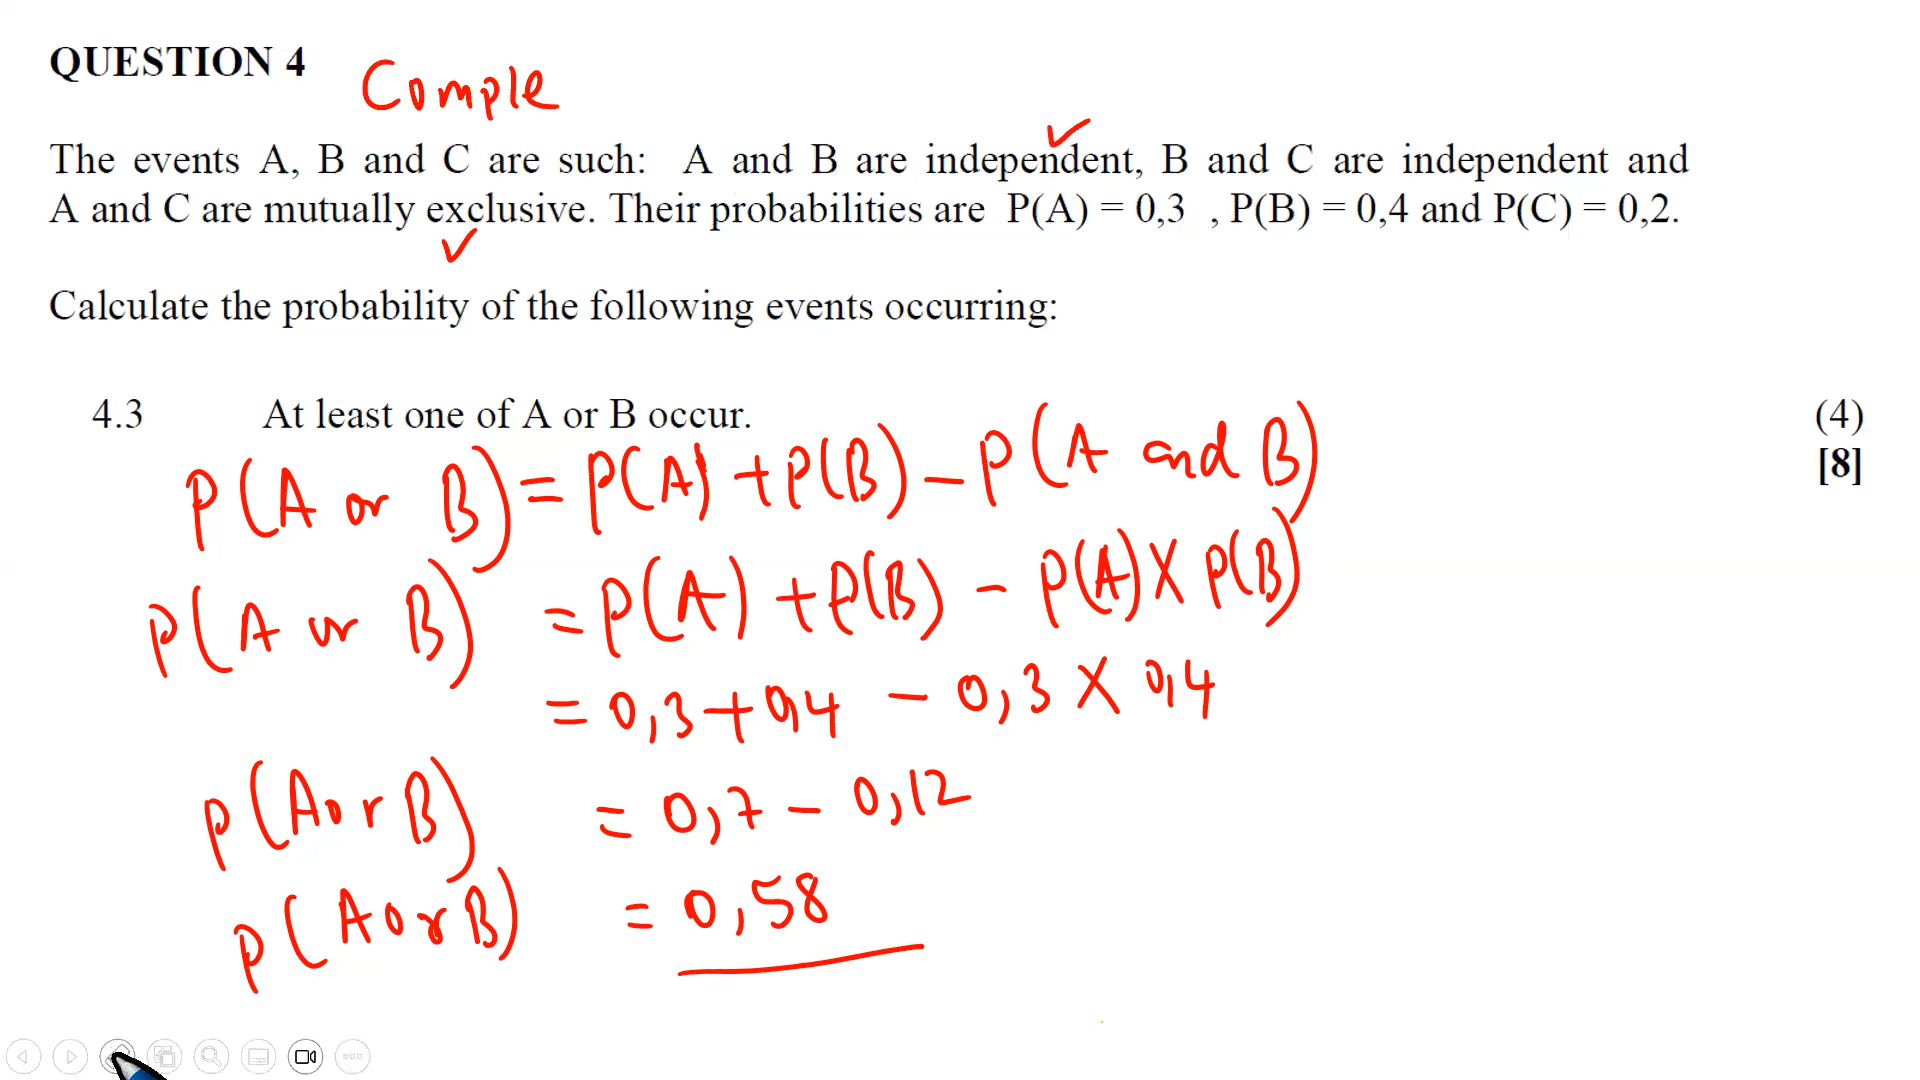 QUESTION 4
Comple
The events A, B and C are such: A and B are independent, B and C are independent and
A and C are mutually exclusive. Their probabilities are P(A) = 0,3 , P(B) = 0,4 and P(C) = 0,2.
Calculate the probability of the following events occurring:
4.3 At least one of A or B occur. (4)
[8]
P(A or B) = P(A) + P(B) - P(A and B)
P(A or B) = P(A) + P(B) - P(A) X P(B)
= 0,3 + 0,4 - 0,3 X 0,4
P(A or B) = 0,7 - 0,12
P(A or B) = 0,58